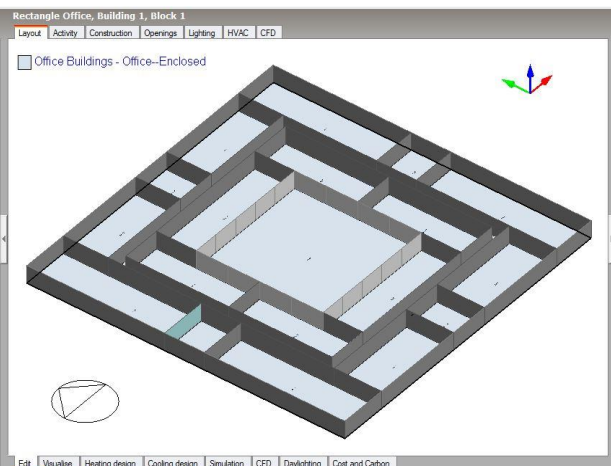 Rectangle Office, Building 1, Block 1
Layout Activity Construction Openings Lighting HVAC CFD
Office Buildings - Office--Enclosed
Edit Visualise Heating design Cooling design Simulation CFD Daylighting Cost and Carbon